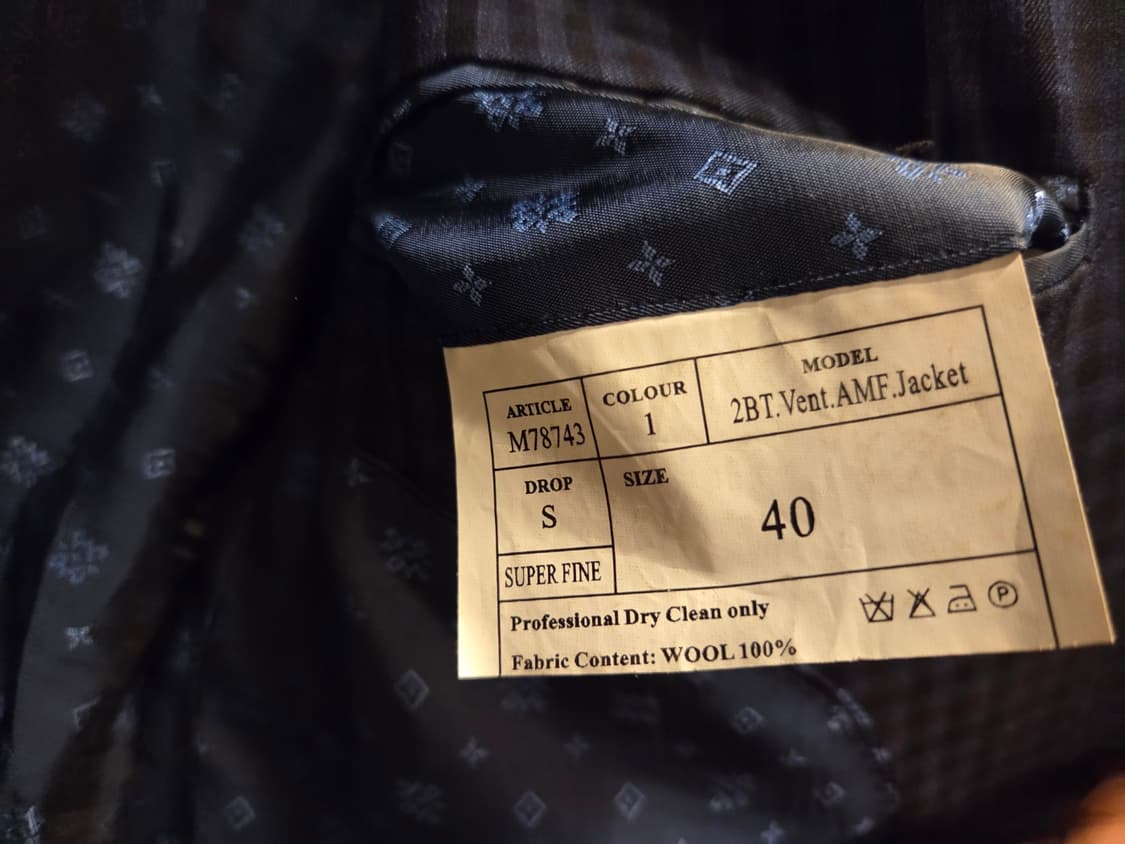 ARTICLE
M78743
COLOUR
1
MODEL
2BT.Vent.AMF.Jacket
DROP
S
SIZE
40
SUPER FINE
Professional Dry Clean only
P
Fabric Content: WOOL 100%